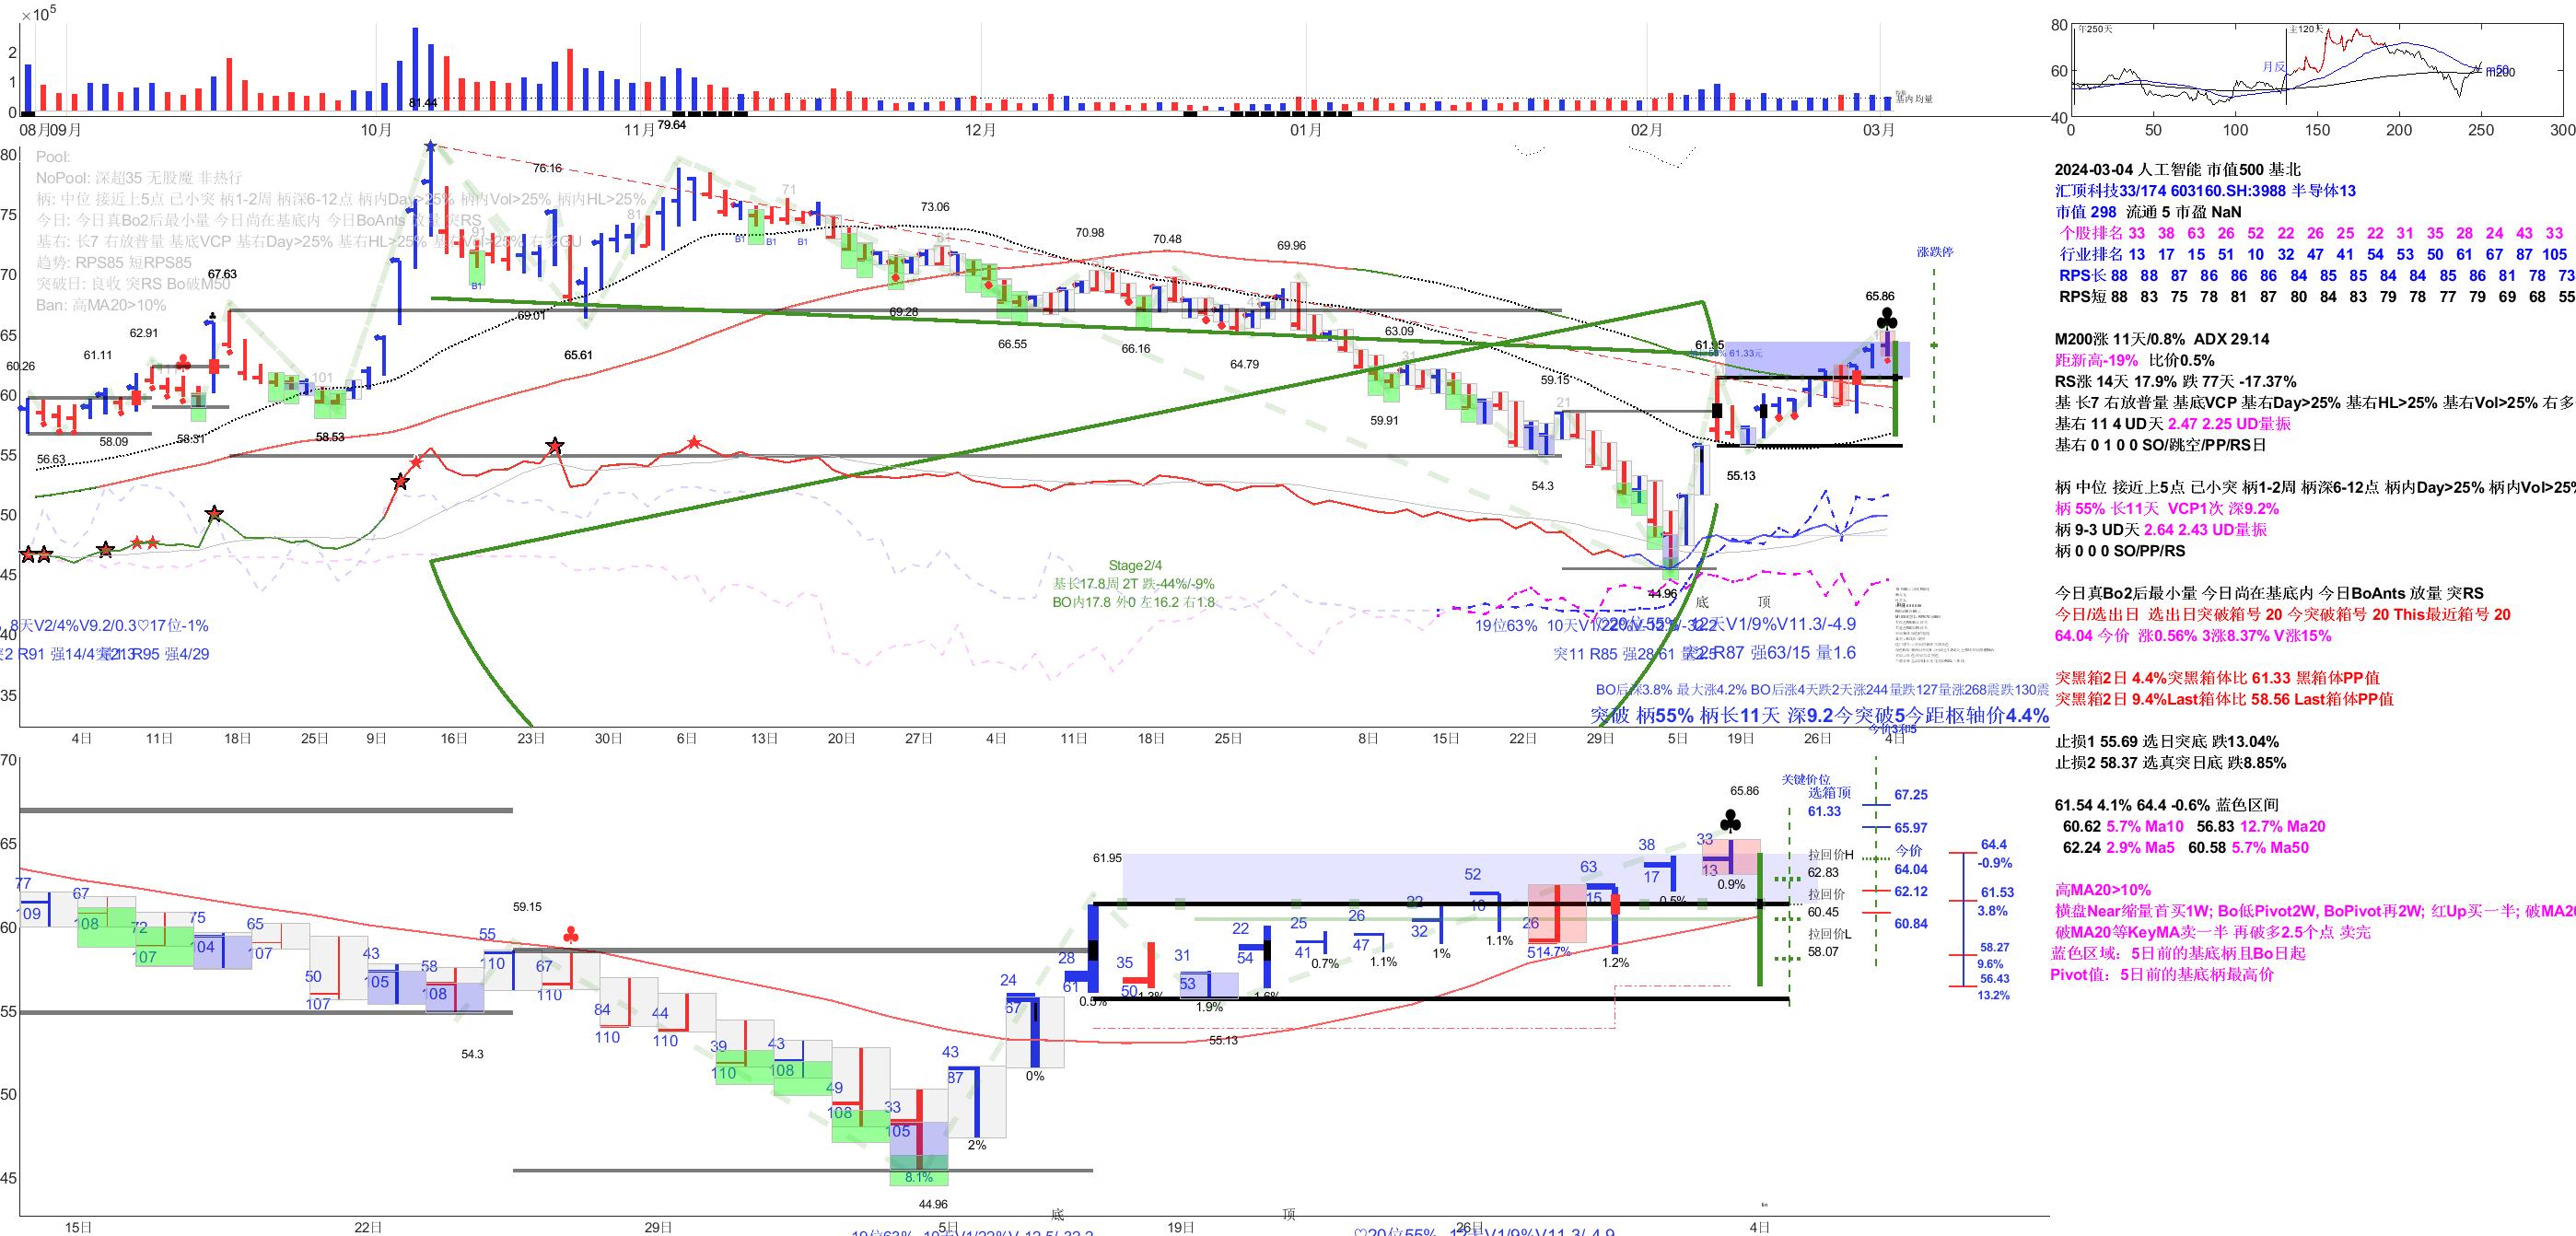 ×10⁵
2
1
0
81.44
基内均量
08月09月
10月
11月
79.64
12月
01月
02月
03月
80
60
40
年250天
主120天
月反
m50
m200
0
50
100
150
200
250
300
80
75
70
65
60
55
50
45
40
35
Pool:
NoPool: 深超35 无股魔 非热行
柄: 中位 接近上5点 己小突 柄1-2周 柄深6-12点 柄内Day>25% 柄内Vol>25% 柄内HL>25%
今日: 今日真Bo2后最小量 今日尚在基底内 今日BoAnts 放量 突RS
基右: 长7 右放普量 基底VCP 基右Day>25% 基右HL>25% 基右Vol>25% 右多GU
趋势: RPS85 短RPS85
突破日: 良收 突RS Bo破M50
Ban: 高MA20>10%
60.26
61.11
62.91
67.63
56.63
58.09
58.31
58.53
101
91
B1
76.16
69.01
65.61
81
71
B1
B1
B1
73.06
69.28
66.55
70.98
70.48
66.16
64.79
69.96
63.09
59.91
31
59.15
21
54.3
44.96
61.95
61.33元
55.13
65.86
涨跌停
Stage2/4
基长17.8周 2T 跌-44%/-9%
BO内17.8 外0 左16.2 右1.8
底
顶
8天V2/4%V9.2/0.3♡17位-1%
突2 R91 强14/4
R95 强4/29
19位63%
♡20位55%
12天V1/9%V11.3/-4.9
突11 R85 强28/61 量2.5
突2 R87 强63/15 量1.6
BO后深3.8% 最大涨4.2% BO后涨4天跌2天涨244量跌127量涨268震跌130震
突破 柄55% 柄长11天 深9.2今突破5今距枢轴价4.4%
4日
11日
18日
25日
9日
16日
23日
30日
6日
13日
20日
27日
4日
11日
18日
25日
8日
15日
22日
29日
5日
19日
26日
4日
2024-03-04 人工智能 市值500 基北
汇顶科技33/174 603160.SH:3988 半导体13
市值 298 流通 5 市盈 NaN
个股排名 33 38 63 26 52 22 26 25 22 31 35 28 24 43 33
行业排名 13 17 15 51 10 32 47 41 54 53 50 61 67 87 105
RPS长 88 88 87 86 86 86 84 85 85 84 84 85 86 81 78 73
RPS短 88 83 75 78 81 87 80 84 83 79 78 77 79 69 68 55
M200涨 11天/0.8% ADX 29.14
距新高-19% 比价0.5%
RS涨 14天 17.9% 跌 77天 -17.37%
基 长7 右放普量 基底VCP 基右Day>25% 基右HL>25% 基右Vol>25% 右多
基右 11 4 UD天 2.47 2.25 UD量振
基右 0 1 0 0 SO/跳空/PP/RS日
柄 中位 接近上5点 己小突 柄1-2周 柄深6-12点 柄内Day>25% 柄内Vol>25%
柄 55% 长11天 VCP1次 深9.2%
柄 9-3 UD天 2.64 2.43 UD量振
柄 0 0 0 SO/PP/RS
今日真Bo2后最小量 今日尚在基底内 今日BoAnts 放量 突RS
今日/选出日 选出日突破箱号 20 今突破箱号 20 This最近箱号 20
64.04 今价 涨0.56% 3涨8.37% V涨15%
突黑箱2日 4.4%突黑箱体比 61.33 黑箱体PP值
突黑箱2日 9.4%Last箱体比 58.56 Last箱体PP值
止损1 55.69 选日突底 跌13.04%
止损2 58.37 选真突日底 跌8.85%
61.54 4.1% 64.4 -0.6% 蓝色区间
60.62 5.7% Ma10 56.83 12.7% Ma20
62.24 2.9% Ma5 60.58 5.7% Ma50
高MA20>10%
横盘Near缩量首买1W; Bo低Pivot2W, BoPivot再2W; 红Up买一半; 破MA20
破MA20等KeyMA卖一半 再破多2.5个点 卖完
蓝色区域: 5日前的基底柄且Bo日起
Pivot值: 5日前的基底柄最高价
70
65
60
55
50
45
77
109
67
108
72
107
75
104
65
107
50
107
43
105
58
108
55
110
67
110
84
110
44
110
39
110
43
108
49
108
33
105
43
87
24
67
28
61
35
50
31
53
22
54
25
41
26
47
22
32
52
10
26
51
63
15
38
17
33
13
59.15
54.3
8.1%
44.96
2%
0%
61.95
0.5%
1.3%
1.9%
55.13
1.6%
0.7%
1.1%
1%
1.1%
4.7%
1.2%
0.5%
0.9%
65.86
关键价位
选箱顶
61.33
拉回价H
62.83
拉回价
60.45
拉回价L
58.07
67.25
65.97
今价
64.04
62.12
60.84
64.4
-0.9%
61.53
3.8%
58.27
9.6%
56.43
13.2%
底
顶
15日
22日
29日
5日
19日
26日
4日
♡20位55% 12天V1/9%V11.3/-4.9